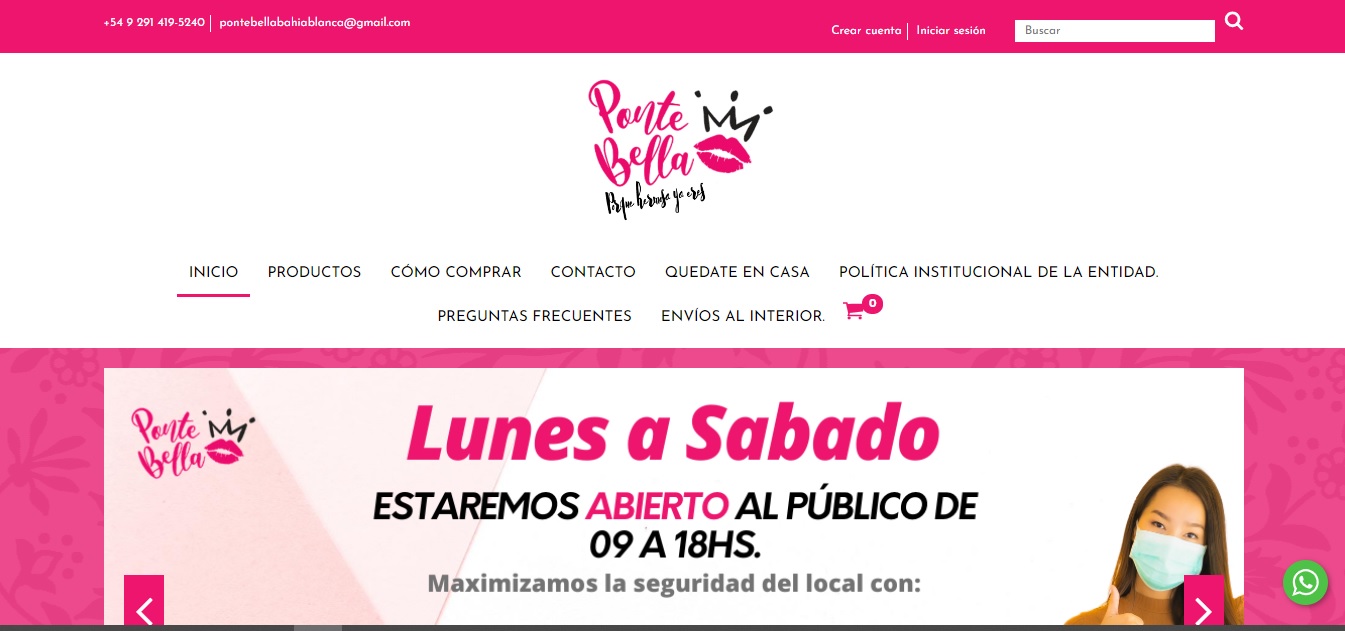 +54 9 291 419-5240 | pontebellabahiablanca@gmail.com
Crear cuenta | Iniciar sesión
Buscar
Ponte
Bella
Porque hermosa ya eres
INICIO PRODUCTOS CÓMO COMPRAR CONTACTO QUEDATE EN CASA POLÍTICA INSTITUCIONAL DE LA ENTIDAD.
PREGUNTAS FRECUENTES ENVÍOS AL INTERIOR. 0
Ponte
Bella
Lunes a Sabado
ESTAREMOS ABIERTO AL PÚBLICO DE
09 A 18HS.
Maximizamos la seguridad del local con: